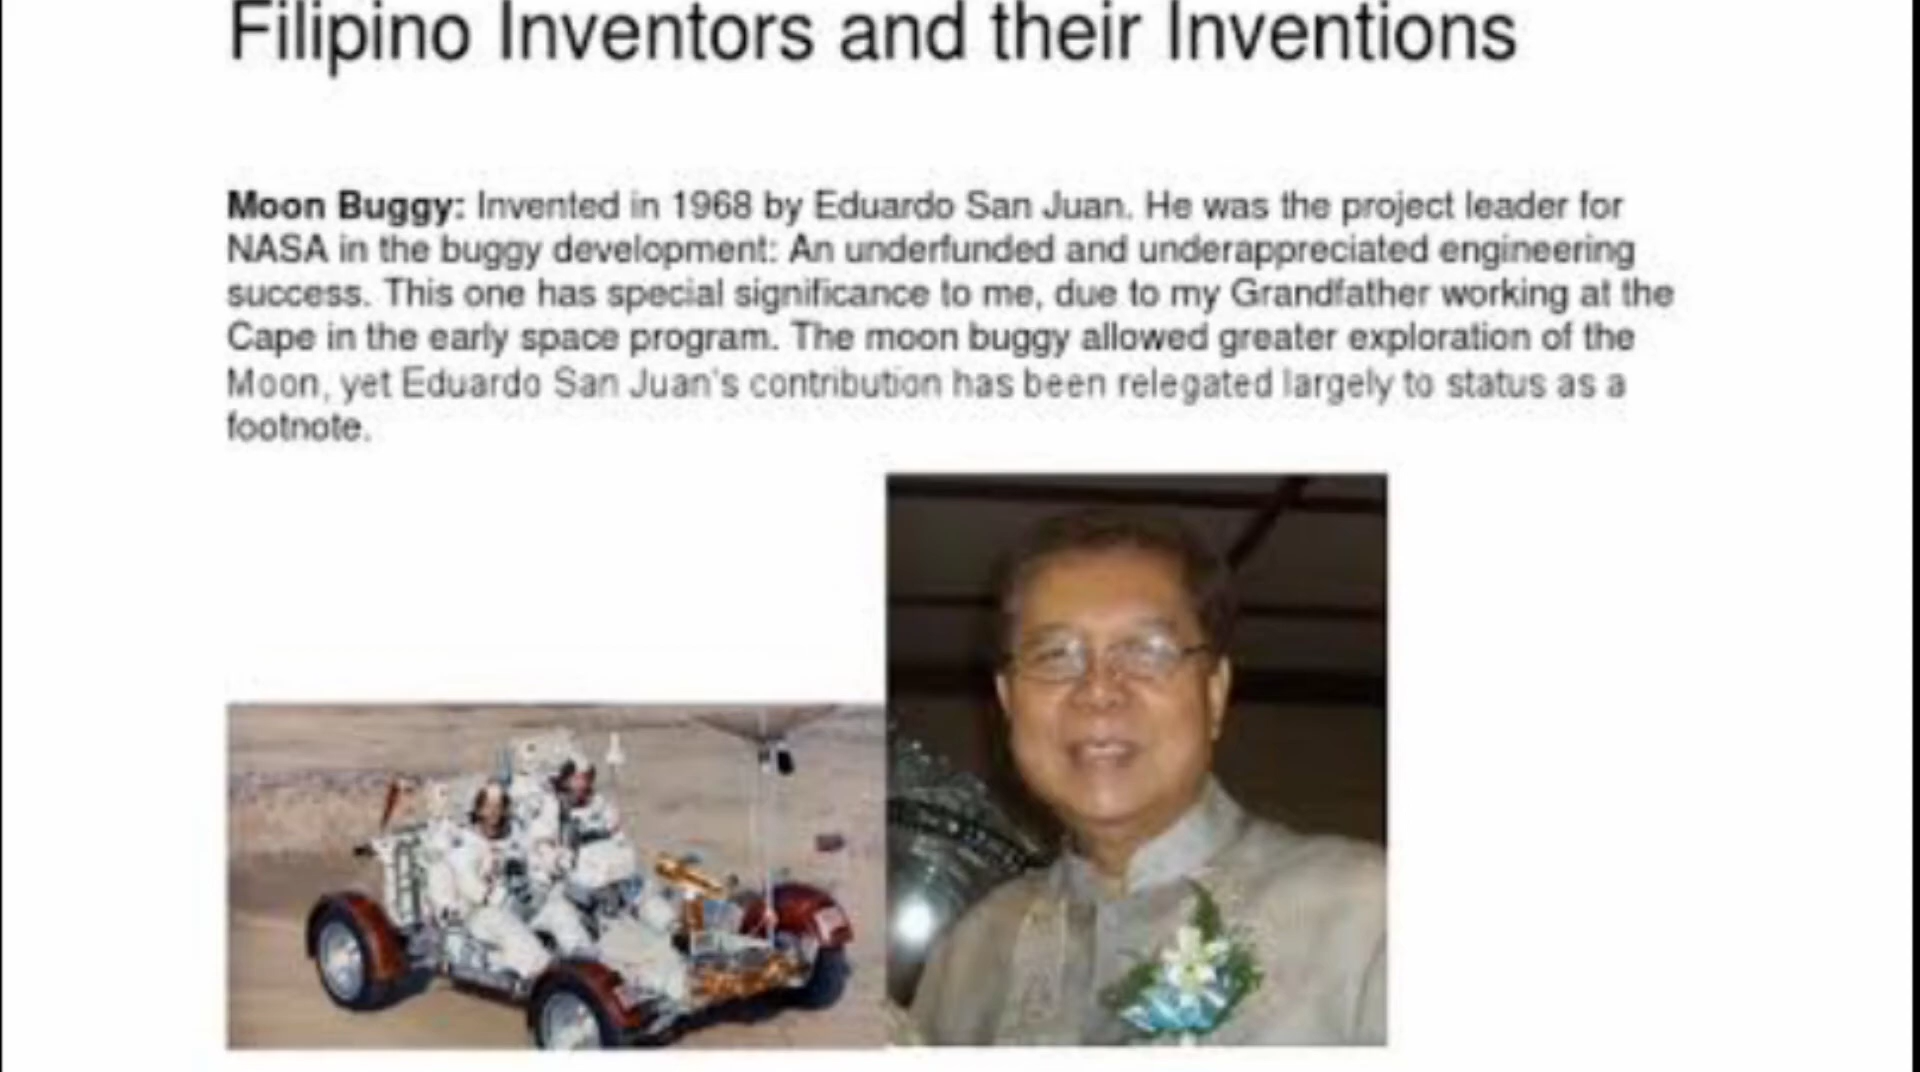 Filipino Inventors and their Inventions
Moon Buggy: Invented in 1968 by Eduardo San Juan. He was the project leader for
NASA in the buggy development: An underfunded and underappreciated engineering
success. This one has special significance to me, due to my Grandfather working at the
Cape in the early space program. The moon buggy allowed greater exploration of the
Moon, yet Eduardo San Juan's contribution has been relegated largely to status as a
footnote.